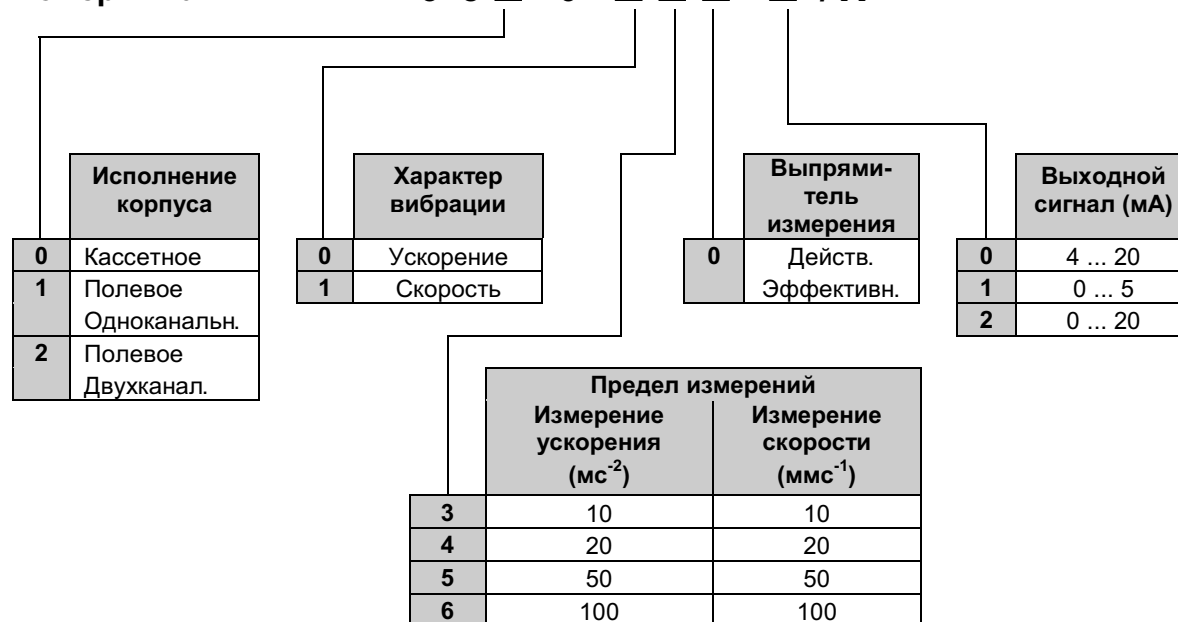 Исполнение
корпуса
0 Кассетное
1 Полевое
Одноканальн.
2 Полевое
Двухканал.
Характер
вибрации
0 Ускорение
1 Скорость
Выпрями-
тель
измерения
0 Действ.
Эффективн.
Выходной
сигнал (мА)
0 4 ... 20
1 0 ... 5
2 0 ... 20
Предел измерений
Измерение
ускорения
(мс⁻²)
Измерение
скорости
(ммс⁻¹)
3 10 10
4 20 20
5 50 50
6 100 100